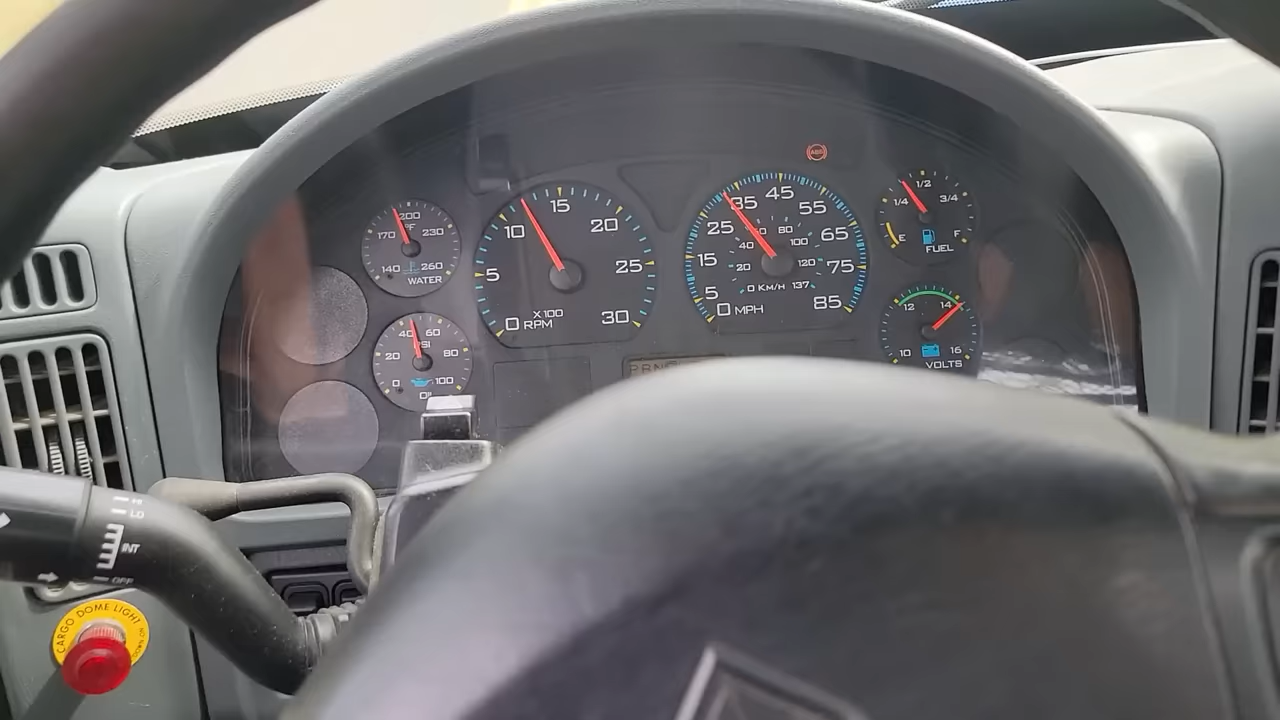 ABS
200
°F
170
230
140
260
WATER
15
10
20
5
25
0
30
X100
RPM
45
35
55
25
65
15
75
5
85
0 MPH
80
40
100
20
120
0 KM/H 137
1/2
1/4
3/4
E
F
FUEL
12
14
10
16
VOLTS
40
60
20
80
0
100
HI
LO
INT
OFF
CARGO DOME LIGHT